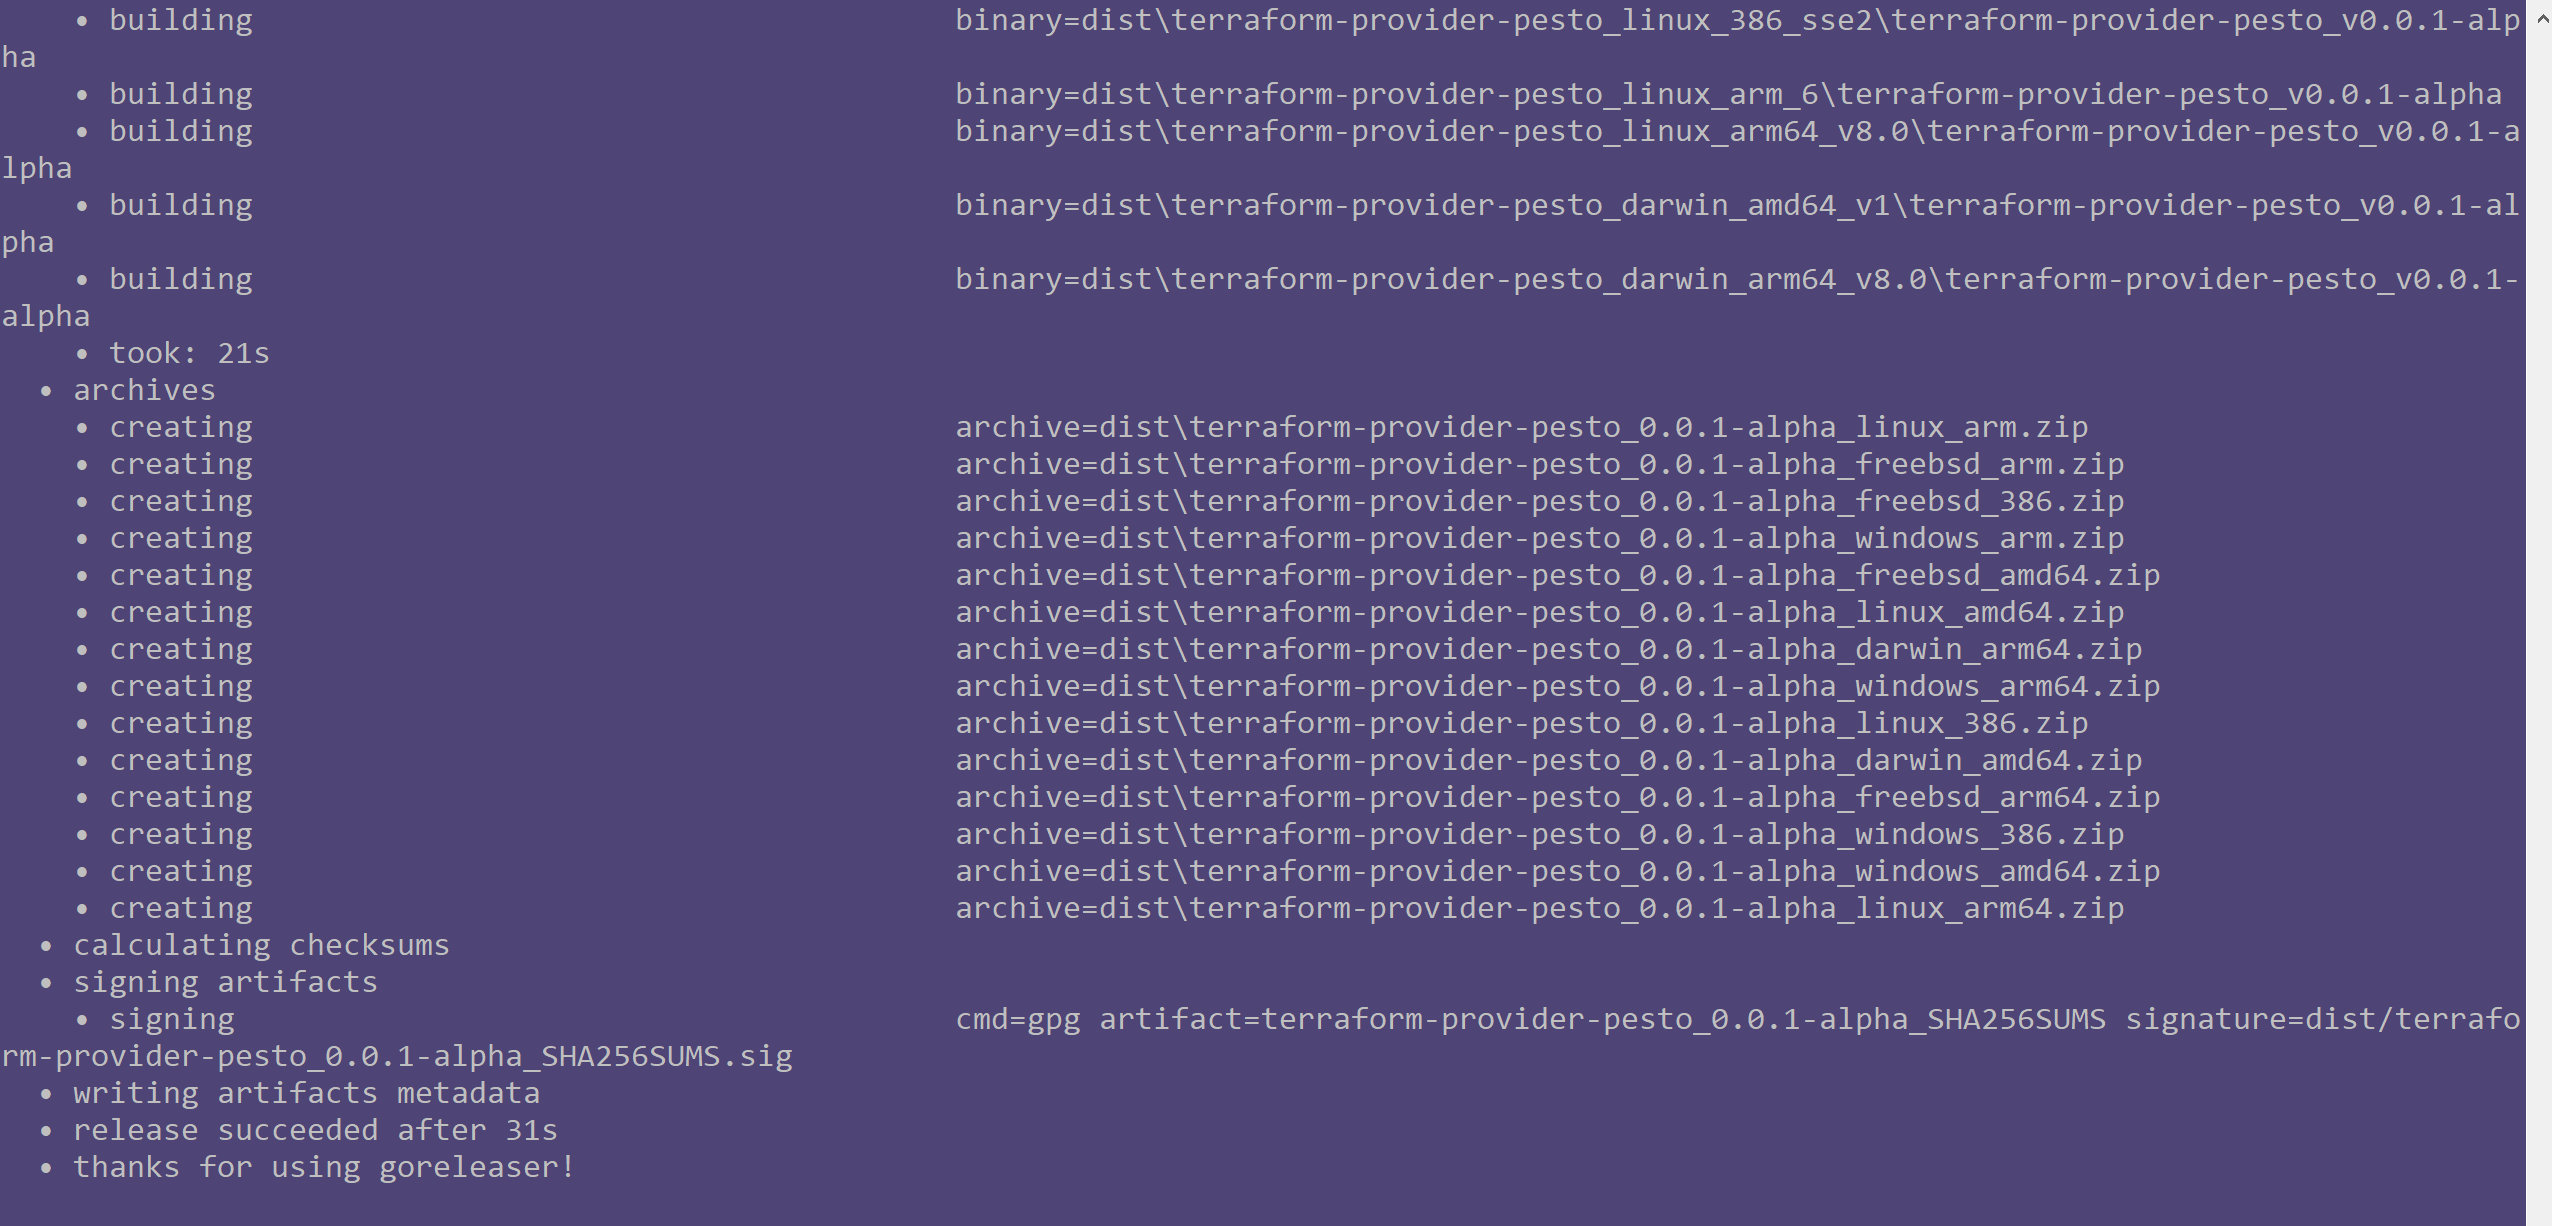 • building binary=dist\terraform-provider-pesto_linux_386_sse2\terraform-provider-pesto_v0.0.1-alp
ha
• building binary=dist\terraform-provider-pesto_linux_arm_6\terraform-provider-pesto_v0.0.1-alpha
• building binary=dist\terraform-provider-pesto_linux_arm64_v8.0\terraform-provider-pesto_v0.0.1-a
lpha
• building binary=dist\terraform-provider-pesto_darwin_amd64_v1\terraform-provider-pesto_v0.0.1-al
pha
• building binary=dist\terraform-provider-pesto_darwin_arm64_v8.0\terraform-provider-pesto_v0.0.1-
alpha
• took: 21s
• archives
• creating archive=dist\terraform-provider-pesto_0.0.1-alpha_linux_arm.zip
• creating archive=dist\terraform-provider-pesto_0.0.1-alpha_freebsd_arm.zip
• creating archive=dist\terraform-provider-pesto_0.0.1-alpha_freebsd_386.zip
• creating archive=dist\terraform-provider-pesto_0.0.1-alpha_windows_arm.zip
• creating archive=dist\terraform-provider-pesto_0.0.1-alpha_freebsd_amd64.zip
• creating archive=dist\terraform-provider-pesto_0.0.1-alpha_linux_amd64.zip
• creating archive=dist\terraform-provider-pesto_0.0.1-alpha_darwin_arm64.zip
• creating archive=dist\terraform-provider-pesto_0.0.1-alpha_windows_arm64.zip
• creating archive=dist\terraform-provider-pesto_0.0.1-alpha_linux_386.zip
• creating archive=dist\terraform-provider-pesto_0.0.1-alpha_darwin_amd64.zip
• creating archive=dist\terraform-provider-pesto_0.0.1-alpha_freebsd_arm64.zip
• creating archive=dist\terraform-provider-pesto_0.0.1-alpha_windows_386.zip
• creating archive=dist\terraform-provider-pesto_0.0.1-alpha_windows_amd64.zip
• creating archive=dist\terraform-provider-pesto_0.0.1-alpha_linux_arm64.zip
• calculating checksums
• signing artifacts
• signing cmd=gpg artifact=terraform-provider-pesto_0.0.1-alpha_SHA256SUMS signature=dist/terrafo
rm-provider-pesto_0.0.1-alpha_SHA256SUMS.sig
• writing artifacts metadata
• release succeeded after 31s
• thanks for using goreleaser!